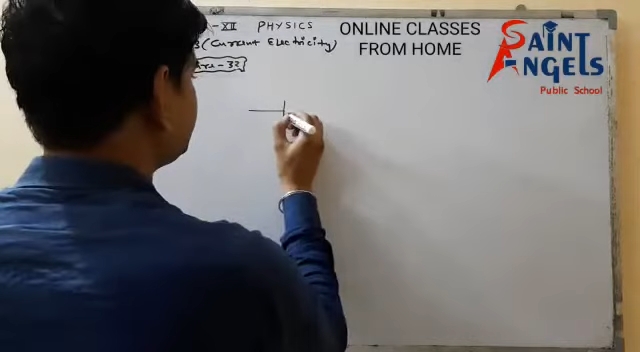 -XII PHYSICS
(Current Electricity)
- 32
ONLINE CLASSES
FROM HOME
SAINT
ANGELS
Public School